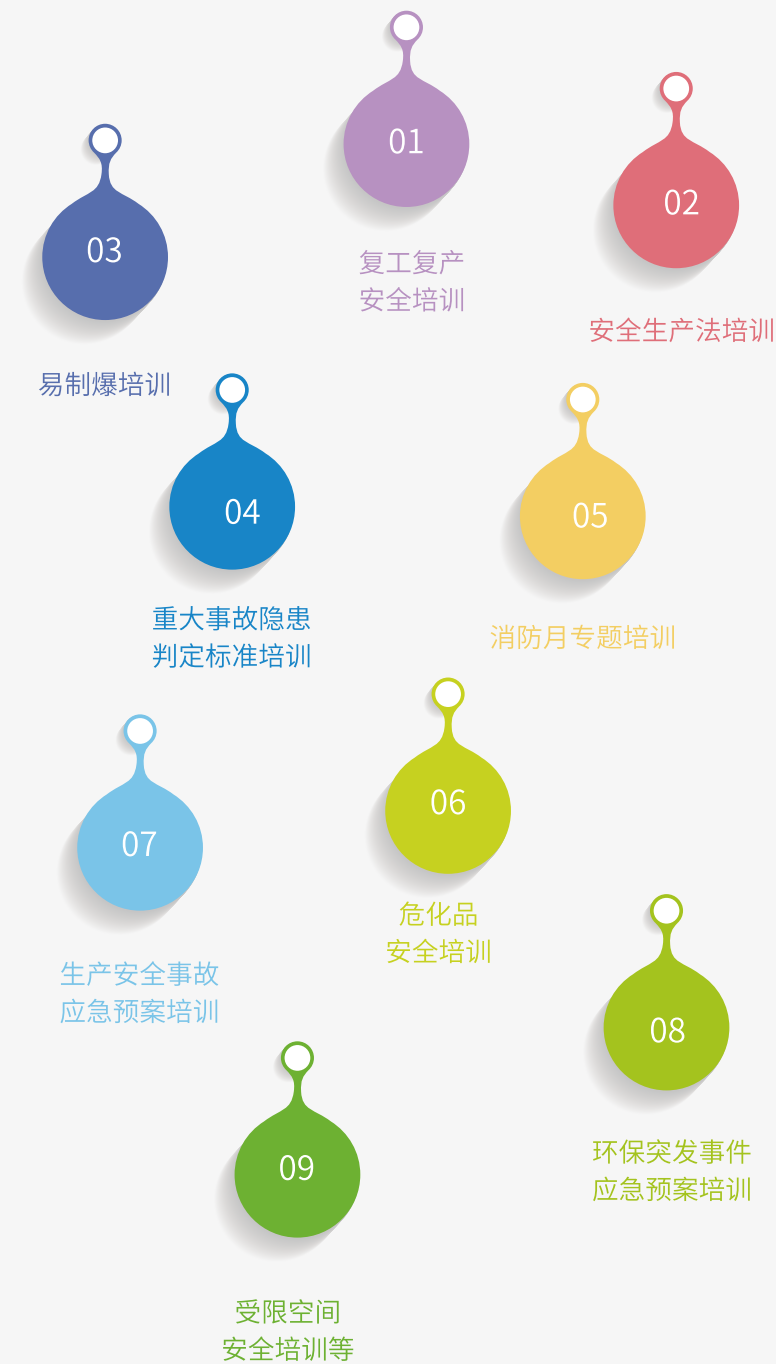 01
复工复产
安全培训
02
安全生产法培训
03
易制爆培训
04
重大事故隐患
判定标准培训
05
消防月专题培训
06
危化品
安全培训
07
生产安全事故
应急预案培训
08
环保突发事件
应急预案培训
09
受限空间
安全培训等